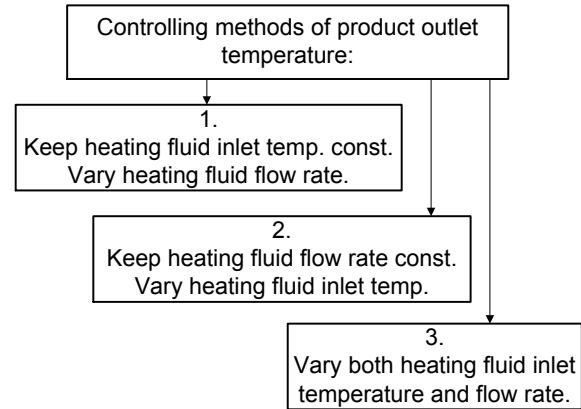 Controlling methods of product outlet
temperature:
1.
Keep heating fluid inlet temp. const.
Vary heating fluid flow rate.
2.
Keep heating fluid flow rate const.
Vary heating fluid inlet temp.
3.
Vary both heating fluid inlet
temperature and flow rate.